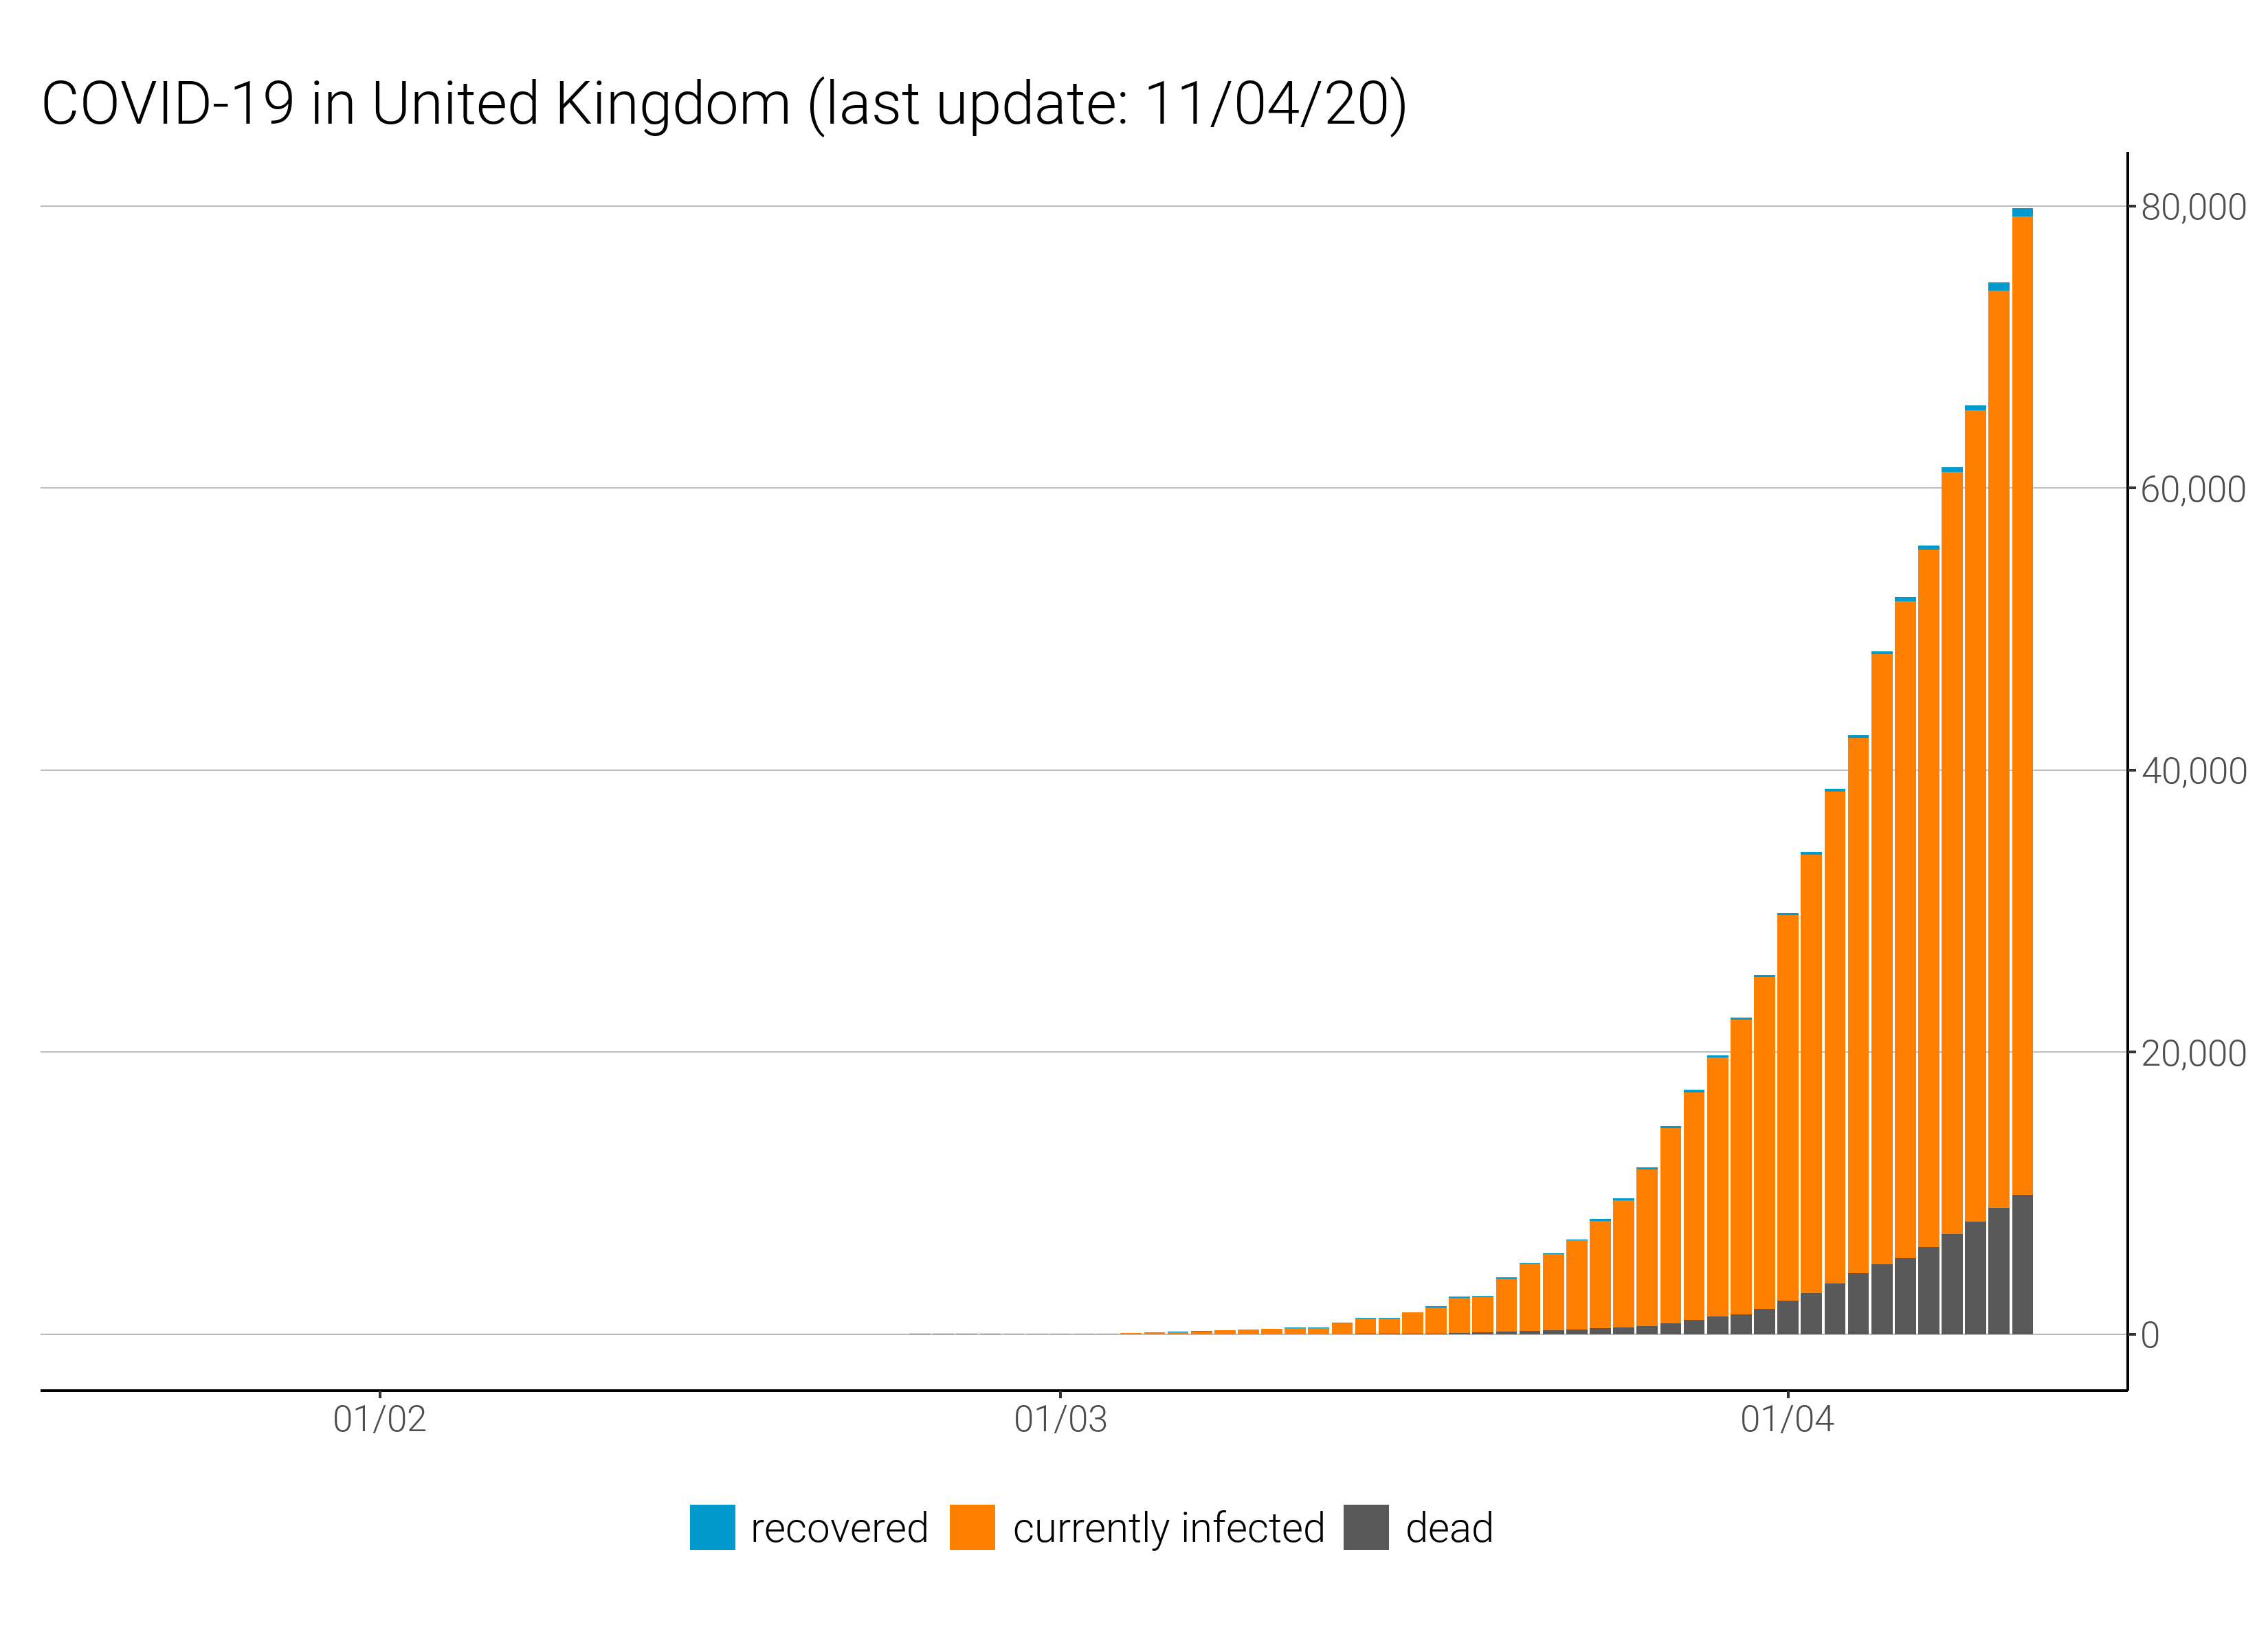 COVID-19 in United Kingdom (last update: 11/04/20)
80,000
60,000
40,000
20,000
0
01/02 01/03 01/04
recovered currently infected dead